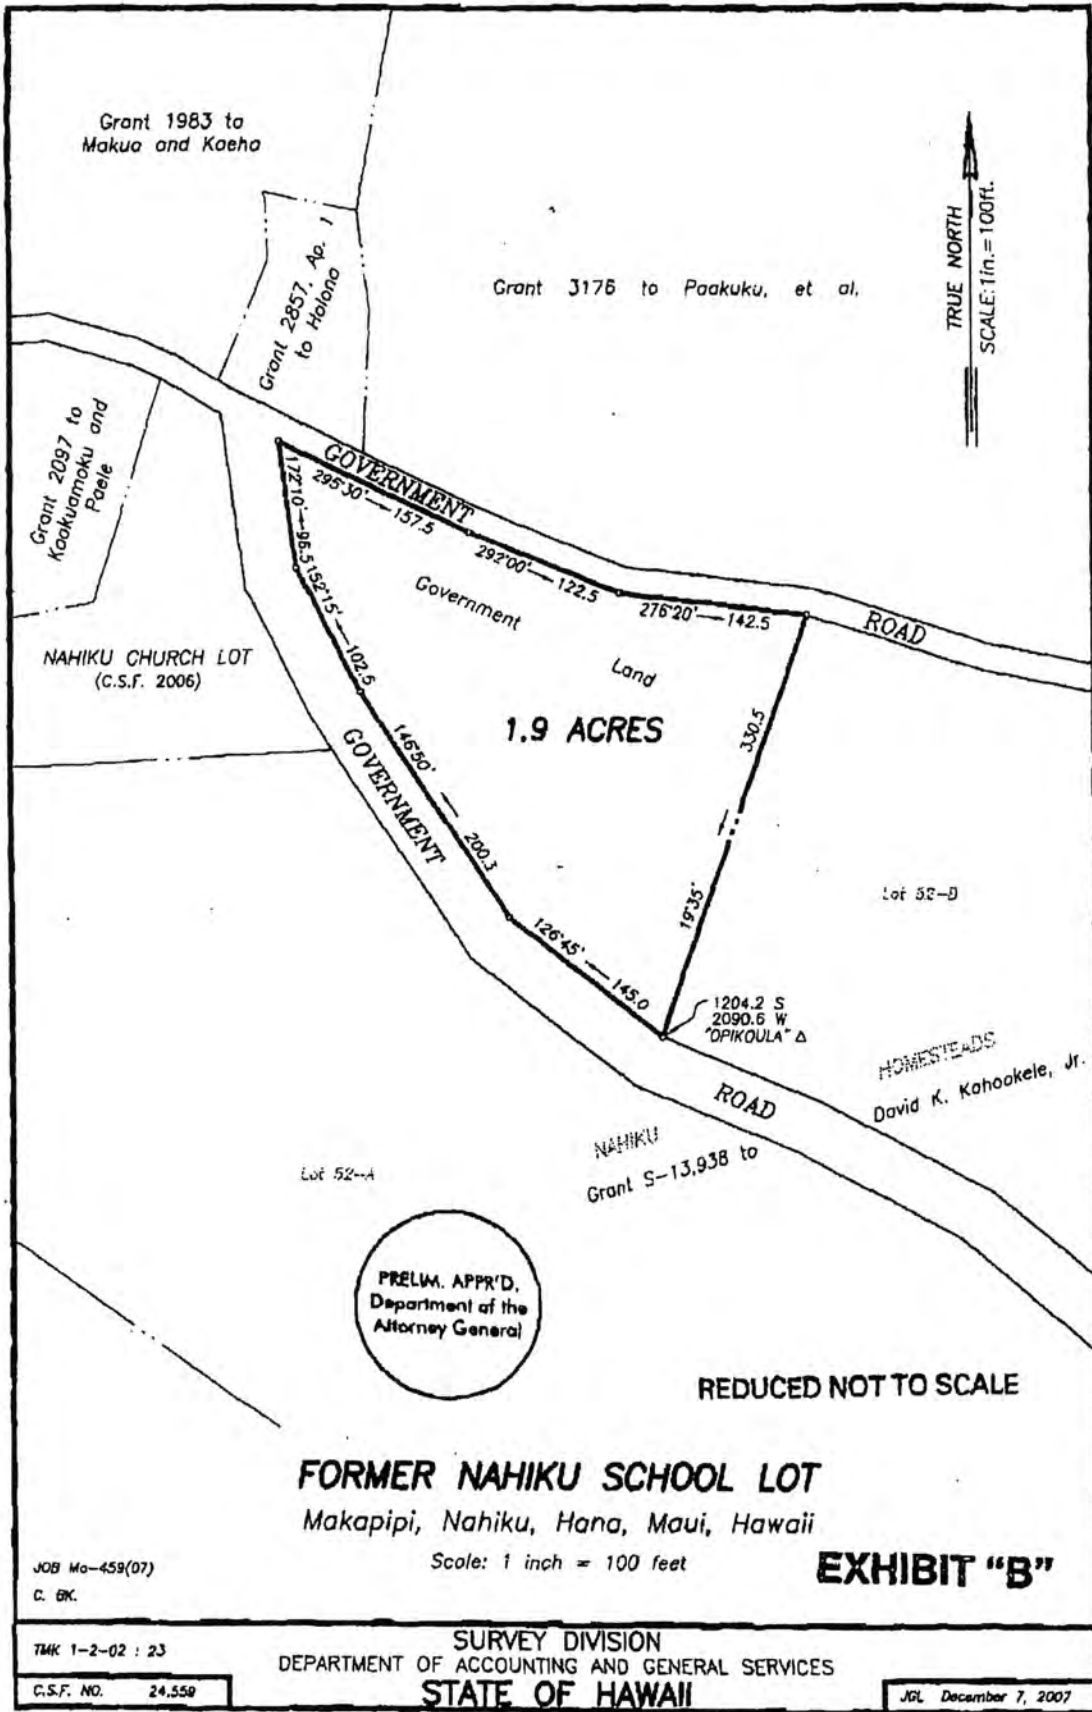 Grant 1983 to
Makua and Kaeha
Grant 2857, Ap. 1
to Holona
Grant 3176 to Paakuku, et al,
TRUE NORTH
SCALE: 1in.=100ft.
Grant 2097 to
Kaakuamoku and
Paele
NAHIKU CHURCH LOT
(C.S.F. 2006)
GOVERNMENT
ROAD
295°30' 157.5
292°00' 122.5
276°20' 142.5
172°10' 96.5
152°15' 102.5
146°50' 200.3
126°45' 145.0
330.5
19°35'
Government
Land
1.9 ACRES
GOVERNMENT
ROAD
Lot 52-B
1204.2 S
2090.6 W
"OPIKOULA" Δ
HOMESTEADS
David K. Kahookele, Jr.
NAHIKU
Grant S-13,938 to
Lot 52-A
PRELIM. APPR'D.
Department of the
Attorney General
REDUCED NOT TO SCALE
FORMER NAHIKU SCHOOL LOT
Makapipi, Nahiku, Hana, Maui, Hawaii
Scale: 1 inch = 100 feet
EXHIBIT "B"
JOB Ma-459(07)
C. BK.
TMK 1-2-02 : 23
C.S.F. NO. 24,559
SURVEY DIVISION
DEPARTMENT OF ACCOUNTING AND GENERAL SERVICES
STATE OF HAWAII
JGL December 7, 2007